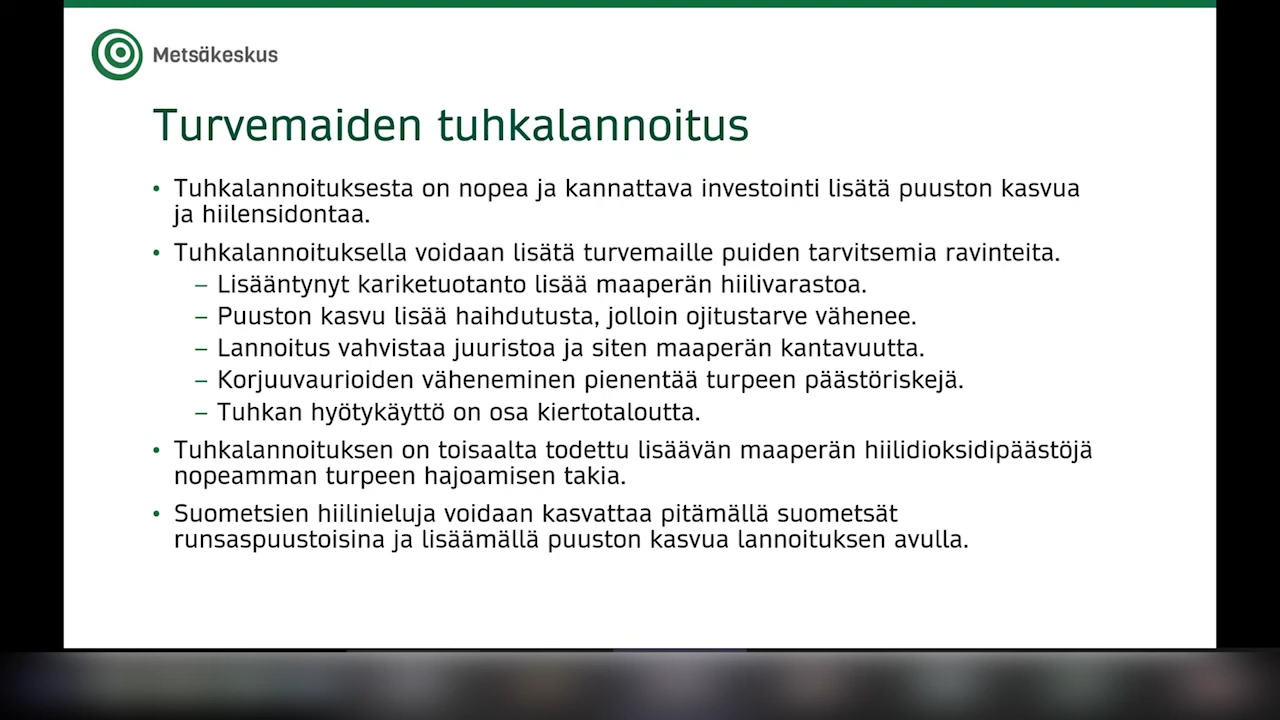 Metsäkeskus
Turvemaiden tuhkalannoitus
• Tuhkalannoituksesta on nopea ja kannattava investointi lisätä puuston kasvua
ja hiilensidontaa.
• Tuhkalannoituksella voidaan lisätä turvemaille puiden tarvitsemia ravinteita.
– Lisääntynyt kariketuotanto lisää maaperän hiilivarastoa.
– Puuston kasvu lisää haihdutusta, jolloin ojitustarve vähenee.
– Lannoitus vahvistaa juuristoa ja siten maaperän kantavuutta.
– Korjuuvaurioiden väheneminen pienentää turpeen päästöriskejä.
– Tuhkan hyötykäyttö on osa kiertotaloutta.
• Tuhkalannoituksen on toisaalta todettu lisäävän maaperän hiilidioksidipäästöjä
nopeamman turpeen hajoamisen takia.
• Suometsien hiilinieluja voidaan kasvattaa pitämällä suometsät
runsaspuustoisina ja lisäämällä puuston kasvua lannoituksen avulla.